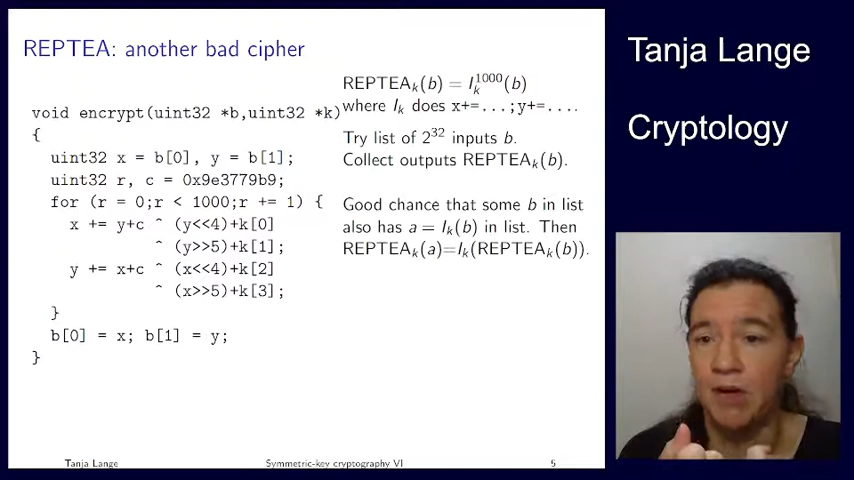 REPTEA: another bad cipher
void encrypt(uint32 *b,uint32 *k)
{
uint32 x = b[0], y = b[1];
uint32 r, c = 0x9e3779b9;
for (r = 0;r < 1000;r += 1) {
x += y+c ^ (y<<4)+k[0]
^ (y>>5)+k[1];
y += x+c ^ (x<<4)+k[2]
^ (x>>5)+k[3];
}
b[0] = x; b[1] = y;
}
REPTEAₖ(b) = Iₖ¹⁰⁰⁰(b)
where Iₖ does x+=...;y+=....
Try list of 2³² inputs b.
Collect outputs REPTEAₖ(b).
Good chance that some b in list
also has a = Iₖ(b) in list. Then
REPTEAₖ(a)=Iₖ(REPTEAₖ(b)).
Tanja Lange
Symmetric-key cryptography VI
5
Tanja Lange
Cryptology